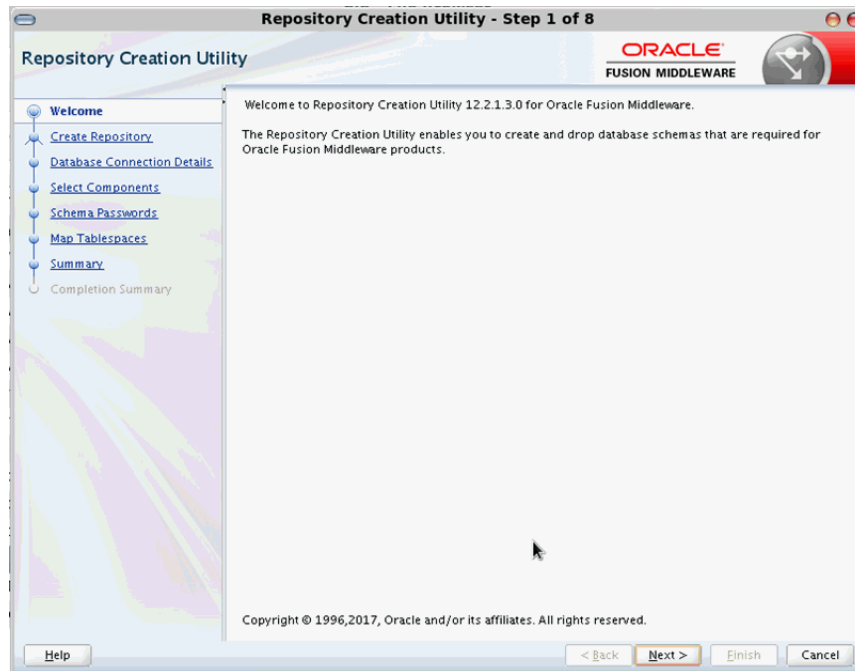 Repository Creation Utility - Step 1 of 8
Repository Creation Utility
ORACLE
FUSION MIDDLEWARE
Welcome
Create Repository
Database Connection Details
Select Components
Schema Passwords
Map Tablespaces
Summary
Completion Summary
Welcome to Repository Creation Utility 12.2.1.3.0 for Oracle Fusion Middleware.
The Repository Creation Utility enables you to create and drop database schemas that are required for
Oracle Fusion Middleware products.
Copyright © 1996,2017, Oracle and/or its affiliates. All rights reserved.
Help
< Back
Next >
Finish
Cancel